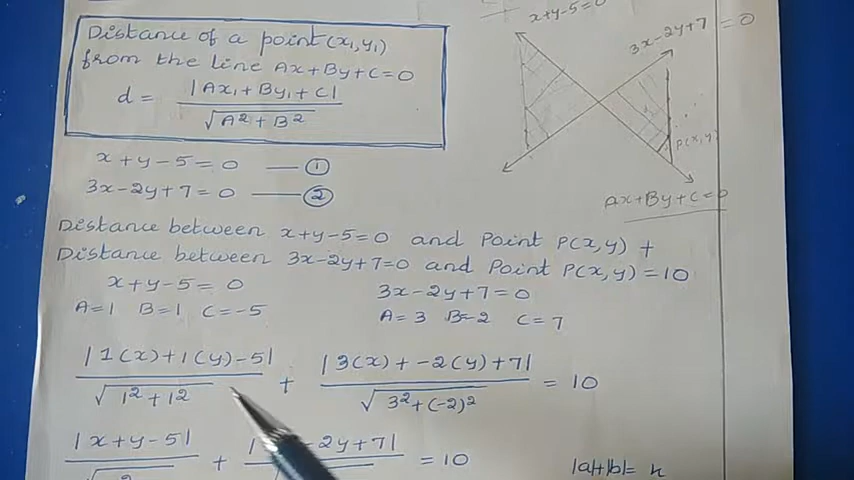 Distance of a point (x₁,y₁)
from the line Ax+By+C=0
d = |Ax₁+By₁+C| / √A²+B²
x+y-5=0
3x-2y+7=0
P(x,y)
Ax+By+C=0
x+y-5=0 — ①
3x-2y+7=0 — ②
Distance between x+y-5=0 and Point P(x,y) +
Distance between 3x-2y+7=0 and Point P(x,y)=10
x+y-5=0
A=1 B=1 C=-5
3x-2y+7=0
A=3 B=-2 C=7
|1(x)+1(y)-5| / √1²+1² + |3(x)+-2(y)+7| / √3²+(-2)² = 10
|x+y-5| / √2 + | -2y+7| = 10
|a|+|b|=